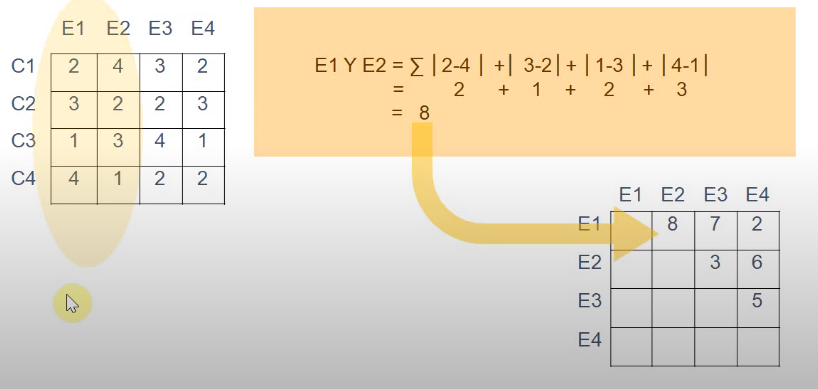 E1 E2 E3 E4
C1 2 4 3 2
C2 3 2 2 3
C3 1 3 4 1
C4 4 1 2 2
E1 Y E2 = ∑ |2-4 | +| 3-2| + | 1-3 | + |4-1|
= 2 + 1 + 2 + 3
= 8
E1 E2 E3 E4
E1 8 7 2
E2 3 6
E3 5
E4